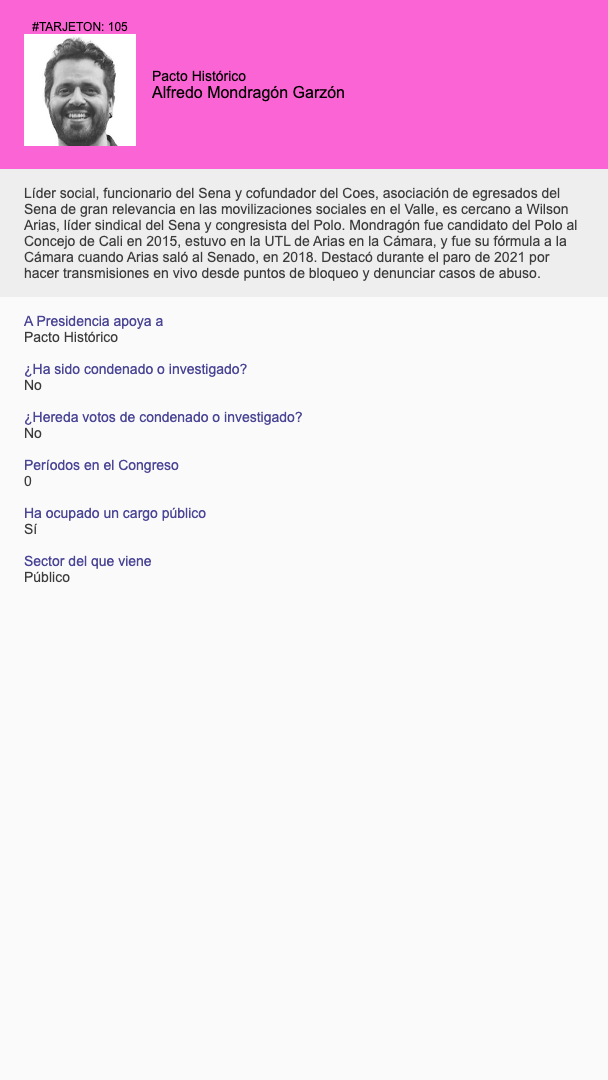 #TARJETON: 105
Pacto Histórico
Alfredo Mondragón Garzón
Líder social, funcionario del Sena y cofundador del Coes, asociación de egresados del
Sena de gran relevancia en las movilizaciones sociales en el Valle, es cercano a Wilson
Arias, líder sindical del Sena y congresista del Polo. Mondragón fue candidato del Polo al
Concejo de Cali en 2015, estuvo en la UTL de Arias en la Cámara, y fue su fórmula a la
Cámara cuando Arias saló al Senado, en 2018. Destacó durante el paro de 2021 por
hacer transmisiones en vivo desde puntos de bloqueo y denunciar casos de abuso.
A Presidencia apoya a
Pacto Histórico
¿Ha sido condenado o investigado?
No
¿Hereda votos de condenado o investigado?
No
Períodos en el Congreso
0
Ha ocupado un cargo público
Sí
Sector del que viene
Público